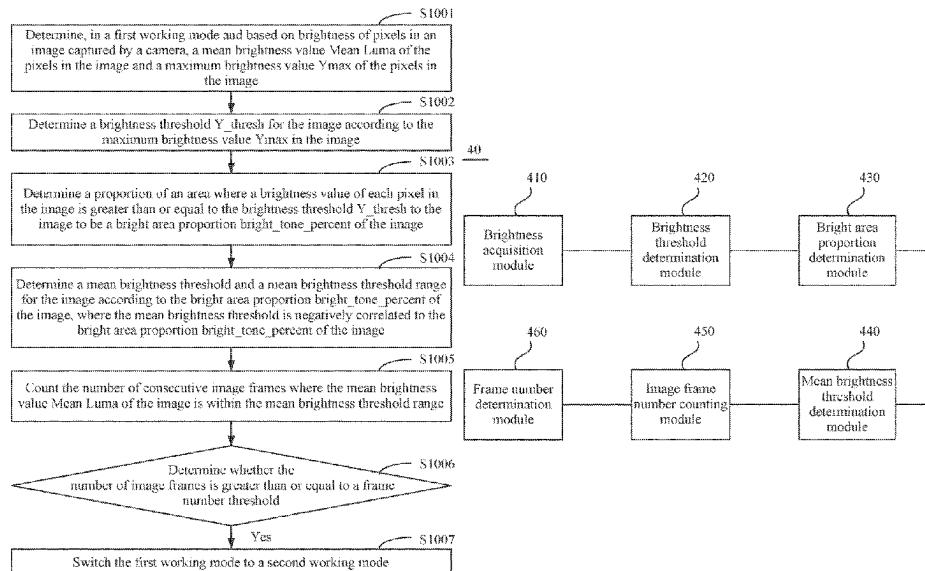 S1001
Determine, in a first working mode and based on brightness of pixels in an
image captured by a camera, a mean brightness value Mean Luma of the
pixels in the image and a maximum brightness value Ymax of the pixels in
the image
S1002
Determine a brightness threshold Y_thresh for the image according to the
maximum brightness value Ymax in the image
S1003
Determine a proportion of an area where a brightness value of each pixel in
the image is greater than or equal to the brightness threshold Y_thresh to the
image to be a bright area proportion bright_tone_percent of the image
S1004
Determine a mean brightness threshold and a mean brightness threshold range
for the image according to the bright area proportion bright_tone_percent of
the image, where the mean brightness threshold is negatively correlated to the
bright area proportion bright_tone_percent of the image
S1005
Count the number of consecutive image frames where the mean brightness
value Mean Luma of the image is within the mean brightness threshold range
S1006
Determine whether the
number of image frames is greater than or equal to a frame
number threshold
Yes
S1007
Switch the first working mode to a second working mode
40
410
Brightness
acquisition
module
420
Brightness
threshold
determination
module
430
Bright area
proportion
determination
module
460
Frame number
determination
module
450
Image frame
number counting
module
440
Mean brightness
threshold
determination
module